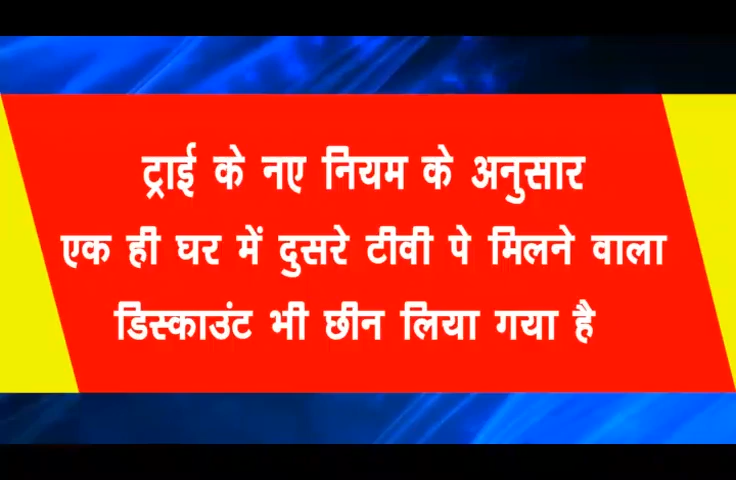 ट्राई के नए नियम के अनुसार
एक ही घर में दुसरे टीवी पे मिलने वाला
डिस्काउंट भी छीन लिया गया है